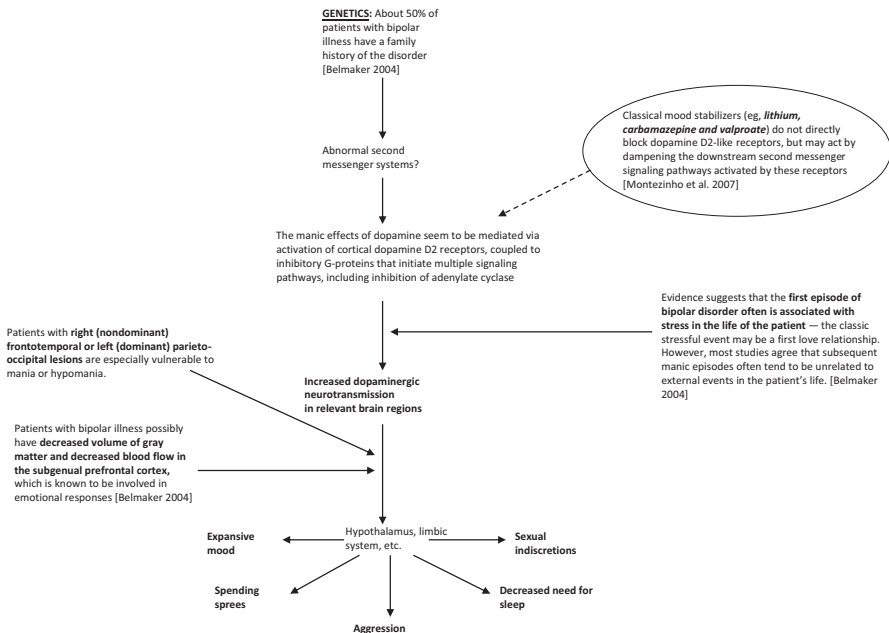 GENETICS: About 50% of
patients with bipolar
illness have a family
history of the disorder
[Belmaker 2004]
Classical mood stabilizers (eg, lithium,
carbamazepine and valproate) do not directly
block dopamine D2-like receptors, but may act by
dampening the downstream second messenger
signaling pathways activated by these receptors
[Montezinho et al. 2007]
Abnormal second
messenger systems?
The manic effects of dopamine seem to be mediated via
activation of cortical dopamine D2 receptors, coupled to
inhibitory G-proteins that initiate multiple signaling
pathways, including inhibition of adenylate cyclase
Evidence suggests that the first episode of
bipolar disorder often is associated with
stress in the life of the patient — the classic
stressful event may be a first love relationship.
However, most studies agree that subsequent
manic episodes often tend to be unrelated to
external events in the patient's life. [Belmaker
2004]
Patients with right (nondominant)
frontotemporal or left (dominant) parieto-
occipital lesions are especially vulnerable to
mania or hypomania.
Increased dopaminergic
neurotransmission
in relevant brain regions
Patients with bipolar illness possibly
have decreased volume of gray
matter and decreased blood flow in
the subgenual prefrontal cortex,
which is known to be involved in
emotional responses [Belmaker 2004]
Hypothalamus, limbic
system, etc.
Expansive
mood
Sexual
indiscretions
Spending
sprees
Decreased need for
sleep
Aggression